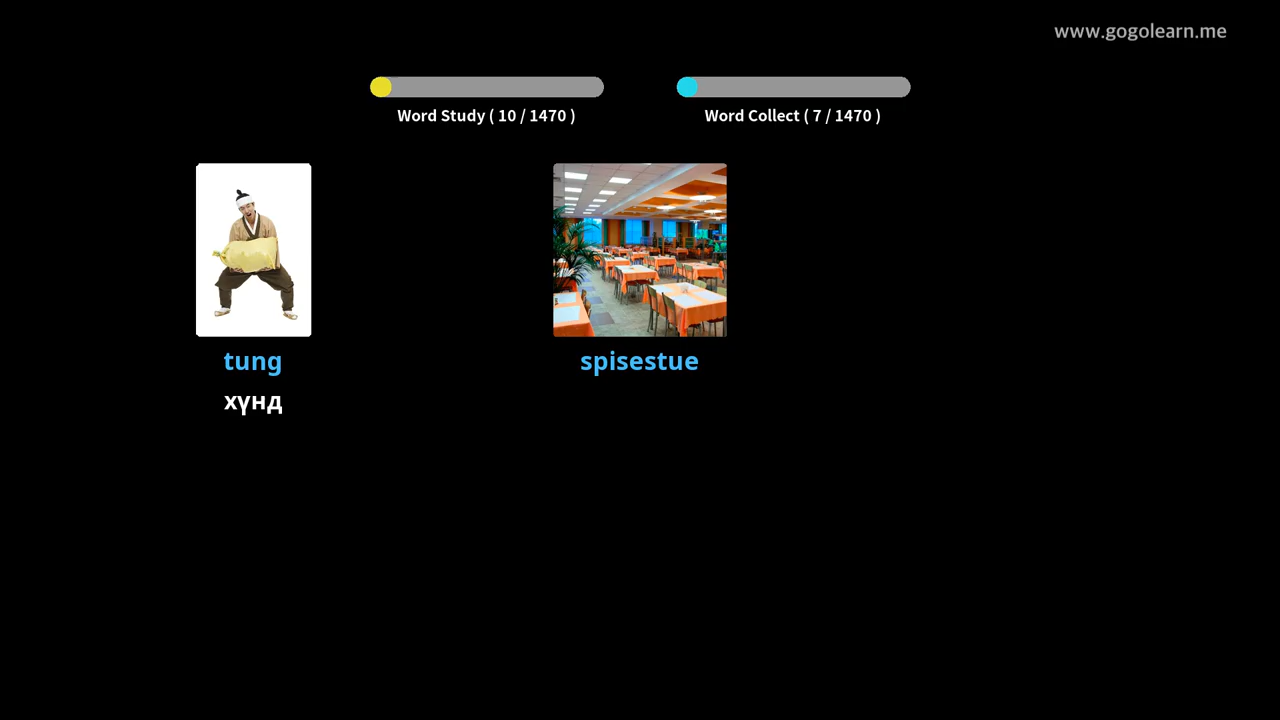 www.gogolearn.me
Word Study ( 10 / 1470 )
Word Collect ( 7 / 1470 )
tung
хүнд
spisestue